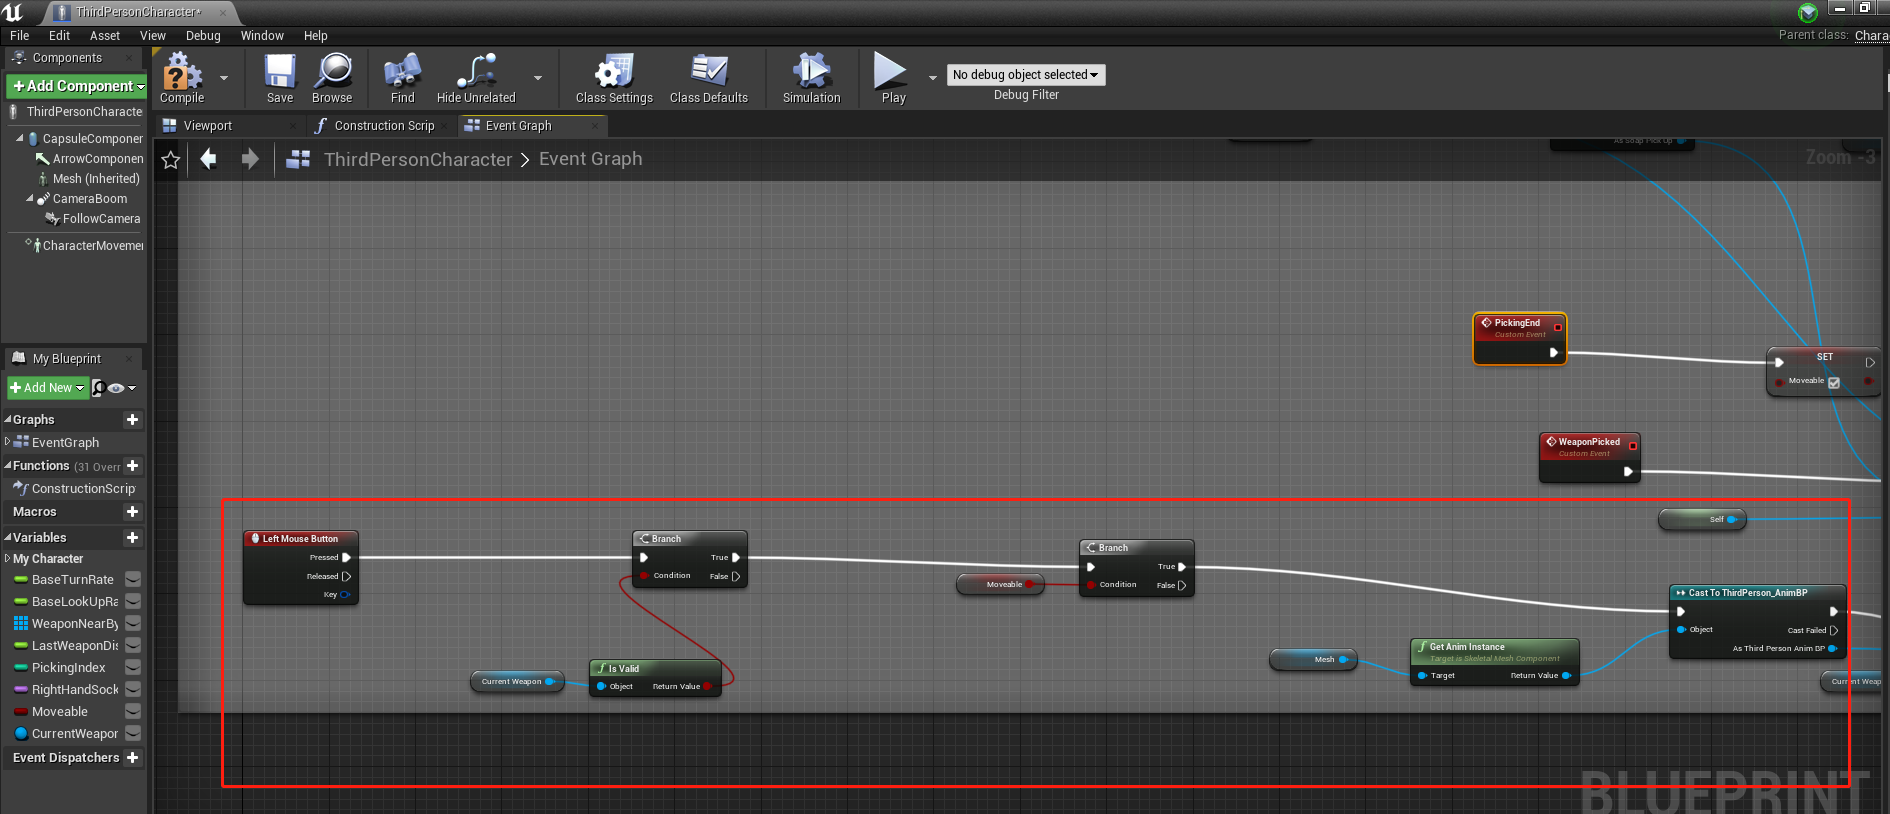 ThirdPersonCharacter*
File Edit Asset View Debug Window Help
Parent class: Charac
Components
+Add Component
ThirdPersonCharacte
CapsuleComponer
ArrowComponen
Mesh (Inherited)
CameraBoom
FollowCamera
CharacterMoveme
Compile
Save
Browse
Find
Hide Unrelated
Class Settings
Class Defaults
Simulation
Play
No debug object selected
Debug Filter
Viewport
Construction Scrip
Event Graph
ThirdPersonCharacter > Event Graph
Zoom -3
As Soap Pick Up
PickingEnd
Custom Event
SET
Moveable
WeaponPicked
Custom Event
Self
My Blueprint
+Add New
Graphs
EventGraph
Functions (31 Overr
ConstructionScrip
Macros
Variables
My Character
BaseTurnRate
BaseLookUpRa
WeaponNearBy
LastWeaponDis
PickingIndex
RightHandSock
Moveable
CurrentWeapor
Event Dispatchers
Left Mouse Button
Pressed
Released
Key
Branch
True
Condition
False
Current Weapon
Is Valid
Object
Return Value
Moveable
Branch
True
Condition
False
Mesh
Get Anim Instance
Target is Skeletal Mesh Component
Target
Return Value
Cast To ThirdPerson_AnimBP
Object
Cast Failed
As Third Person Anim BP
Current Weap
BLUEPRINT